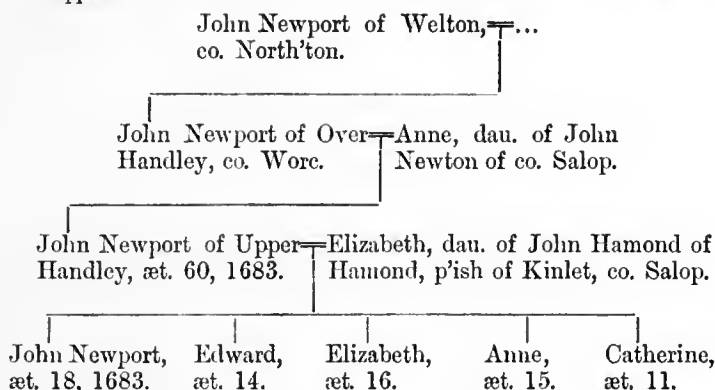 John Newport of Welton,=...
co. North'ton.
John Newport of Over=Anne, dau. of John
Handley, co. Worc. Newton of co. Salop.
John Newport of Upper=Elizabeth, dau. of John Hamond of
Handley, æt. 60, 1683. Hamond, p'ish of Kinlet, co. Salop.
John Newport, Edward, Elizabeth, Anne, Catherine,
æt. 18, 1683. æt. 14. æt. 16. æt. 15. æt. 11.